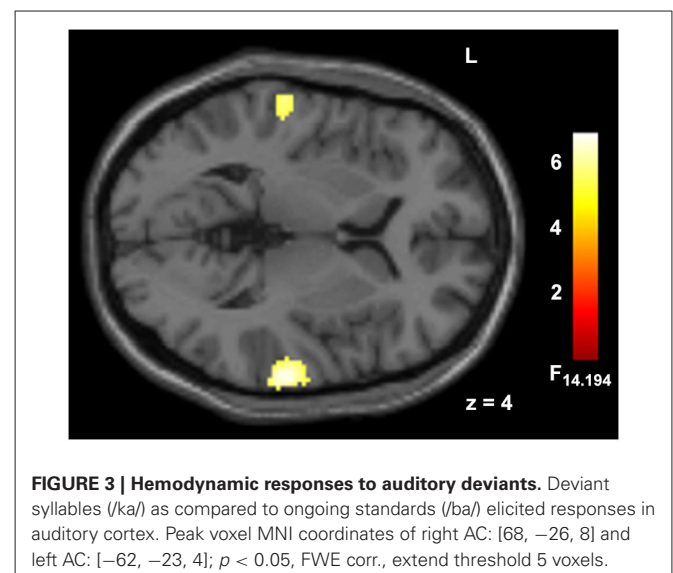 L
6
4
2
F14.194
z = 4
FIGURE 3 | Hemodynamic responses to auditory deviants. Deviant
syllables (/ka/) as compared to ongoing standards (/ba/) elicited responses in
auditory cortex. Peak voxel MNI coordinates of right AC: [68, −26, 8] and
left AC: [−62, −23, 4]; p < 0.05, FWE corr., extend threshold 5 voxels.